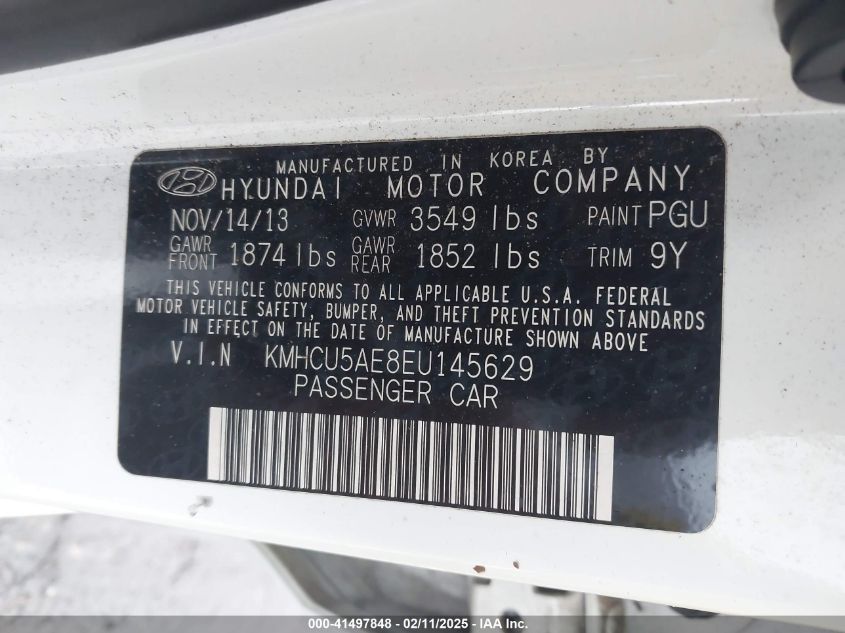 MANUFACTURED IN KOREA BY
HYUNDAI MOTOR COMPANY
NOV/14/13 GVWR 3549 lbs PAINT PGU
GAWR FRONT 1874 lbs GAWR REAR 1852 lbs TRIM 9Y
THIS VEHICLE CONFORMS TO ALL APPLICABLE U.S.A. FEDERAL
MOTOR VEHICLE SAFETY, BUMPER, AND THEFT PREVENTION STANDARDS
IN EFFECT ON THE DATE OF MANUFACTURE SHOWN ABOVE
V.I.N KMHCU5AE8EU145629
PASSENGER CAR
000-41497848 - 02/11/2025 - IAA Inc.